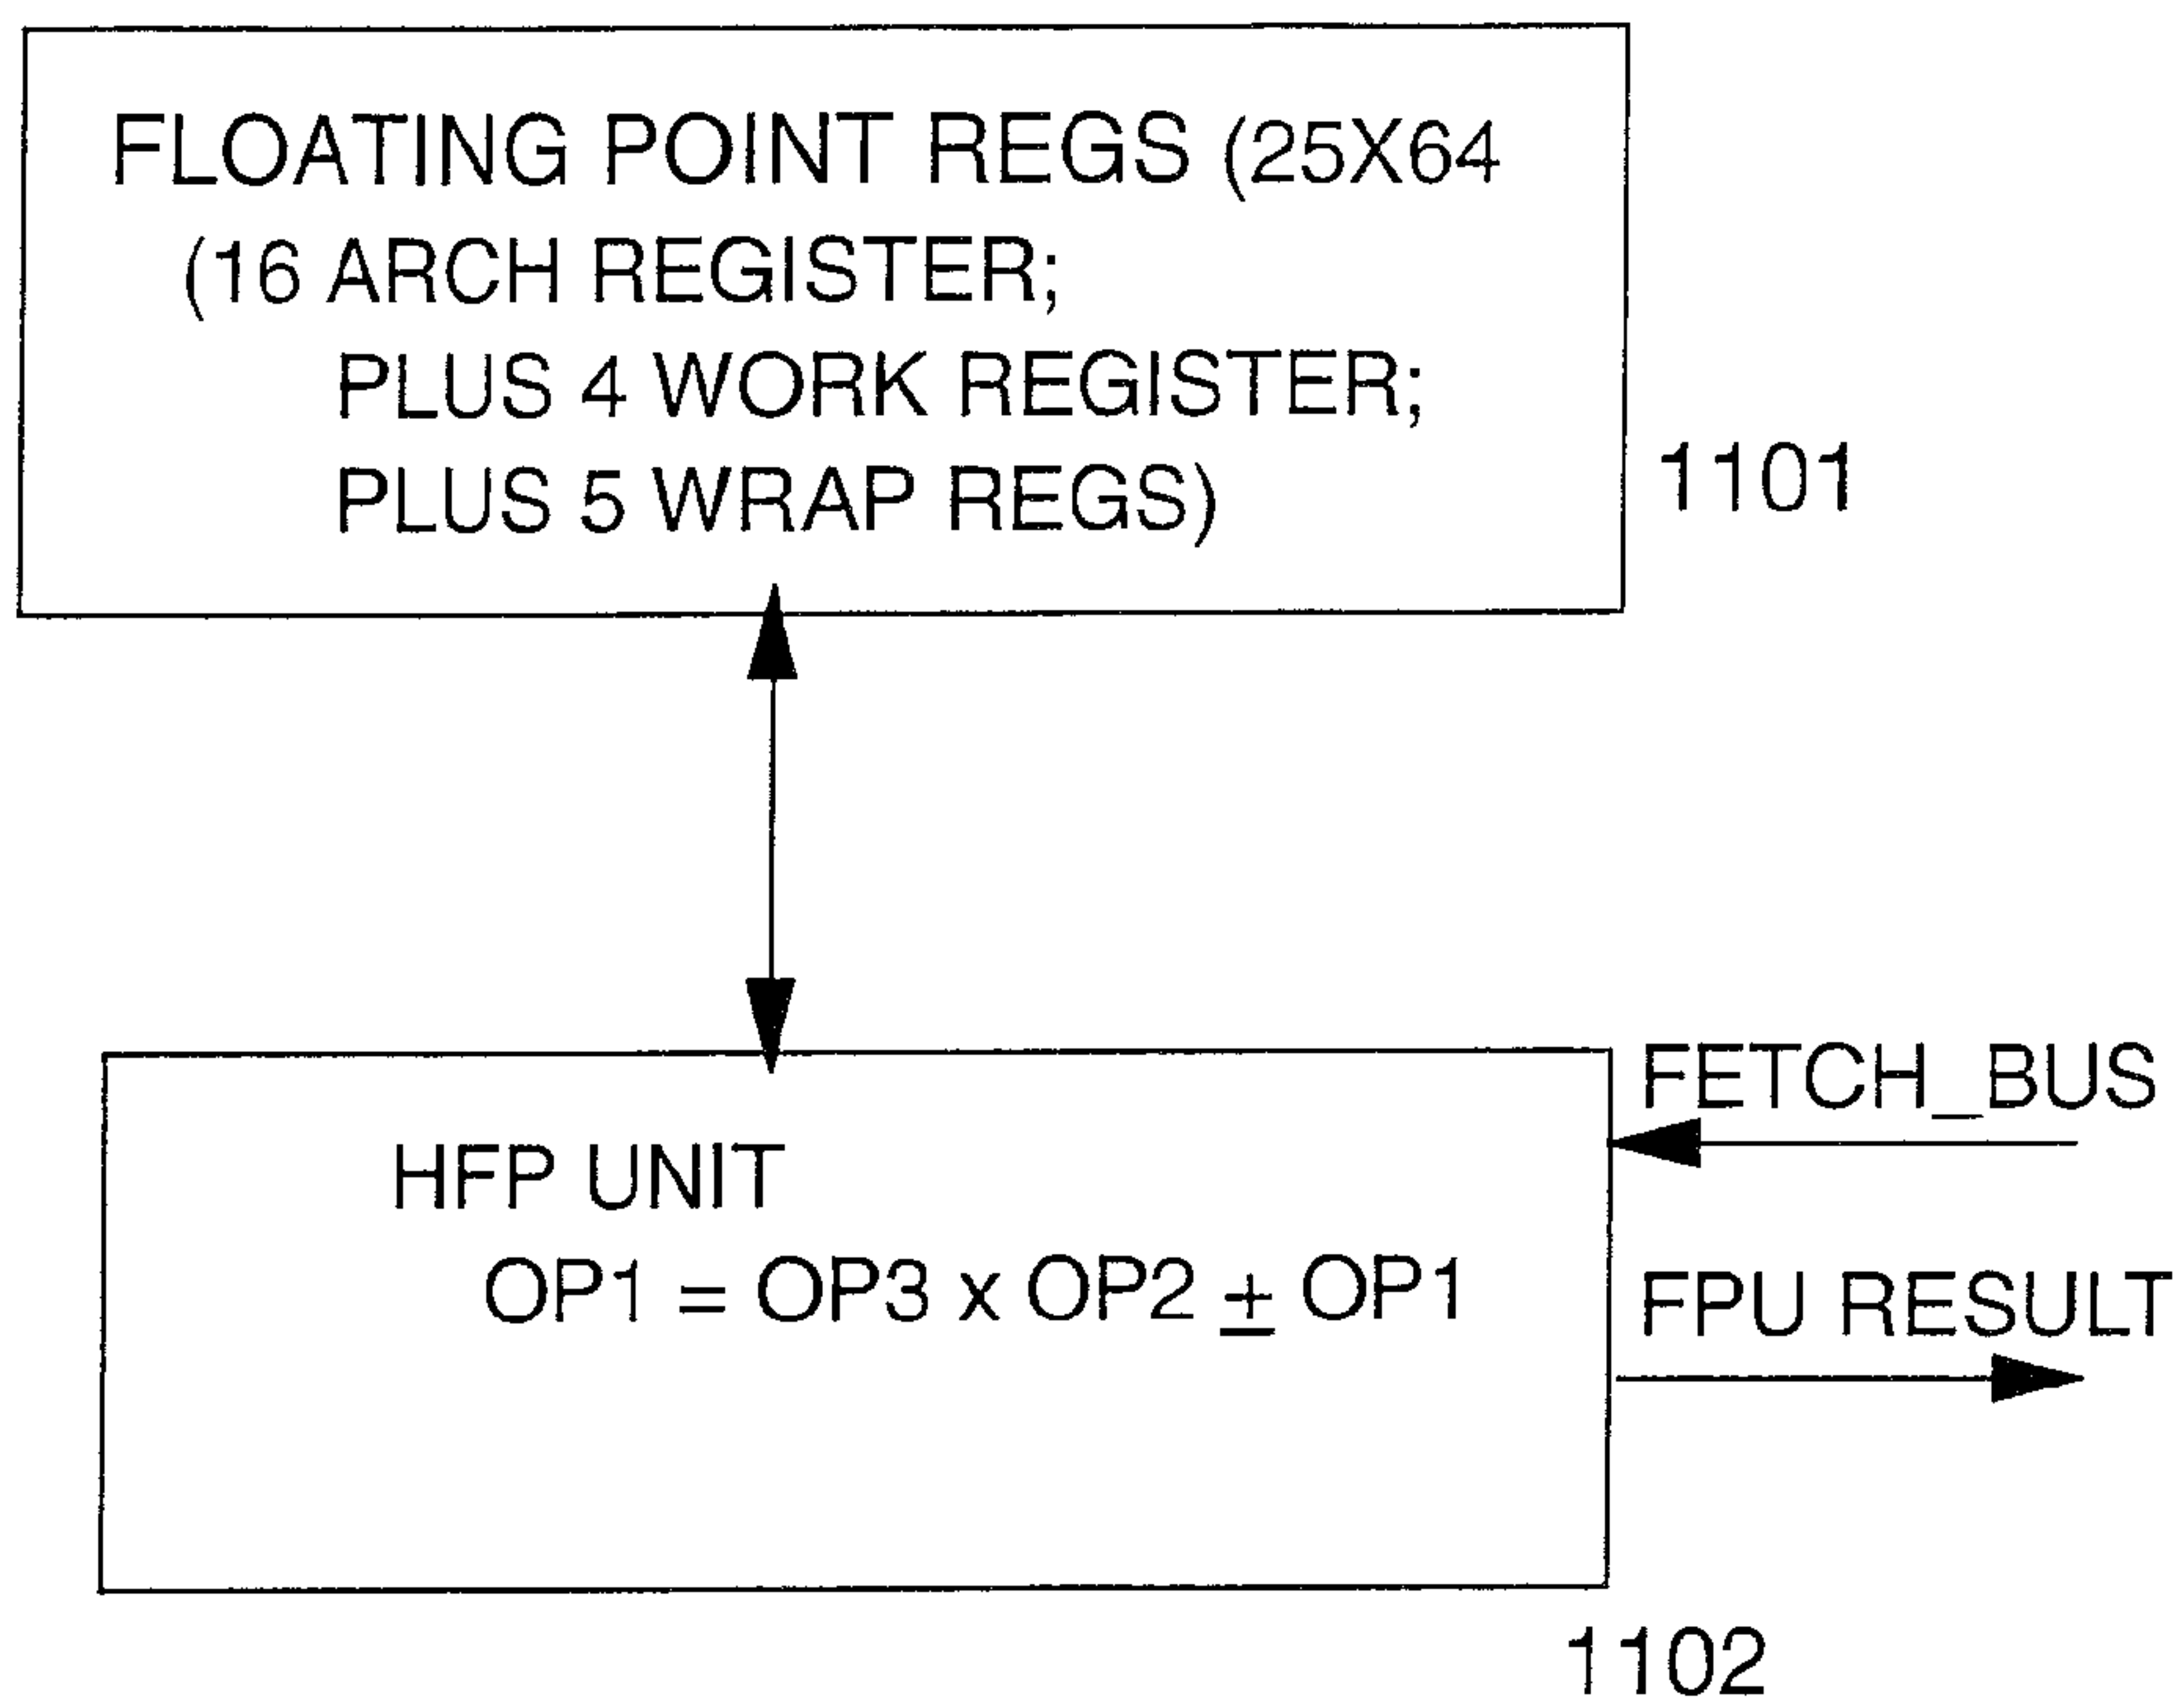 FLOATING POINT REGS (25X64
(16 ARCH REGISTER;
PLUS 4 WORK REGISTER;
PLUS 5 WRAP REGS)
1101
FETCH_BUS
HFP UNIT
OP1 = OP3 x OP2 ± OP1
FPU RESULT
1102